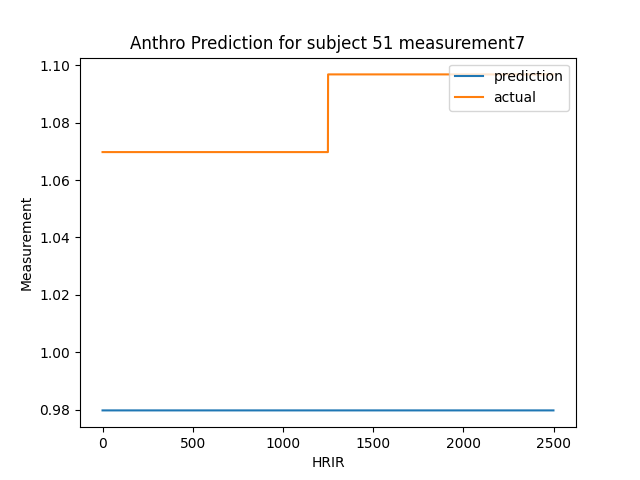 Anthro Prediction for subject 51 measurement7
1.10
1.08
1.06
1.04
1.02
1.00
0.98
Measurement
prediction
actual
0
500
1000
1500
2000
2500
HRIR